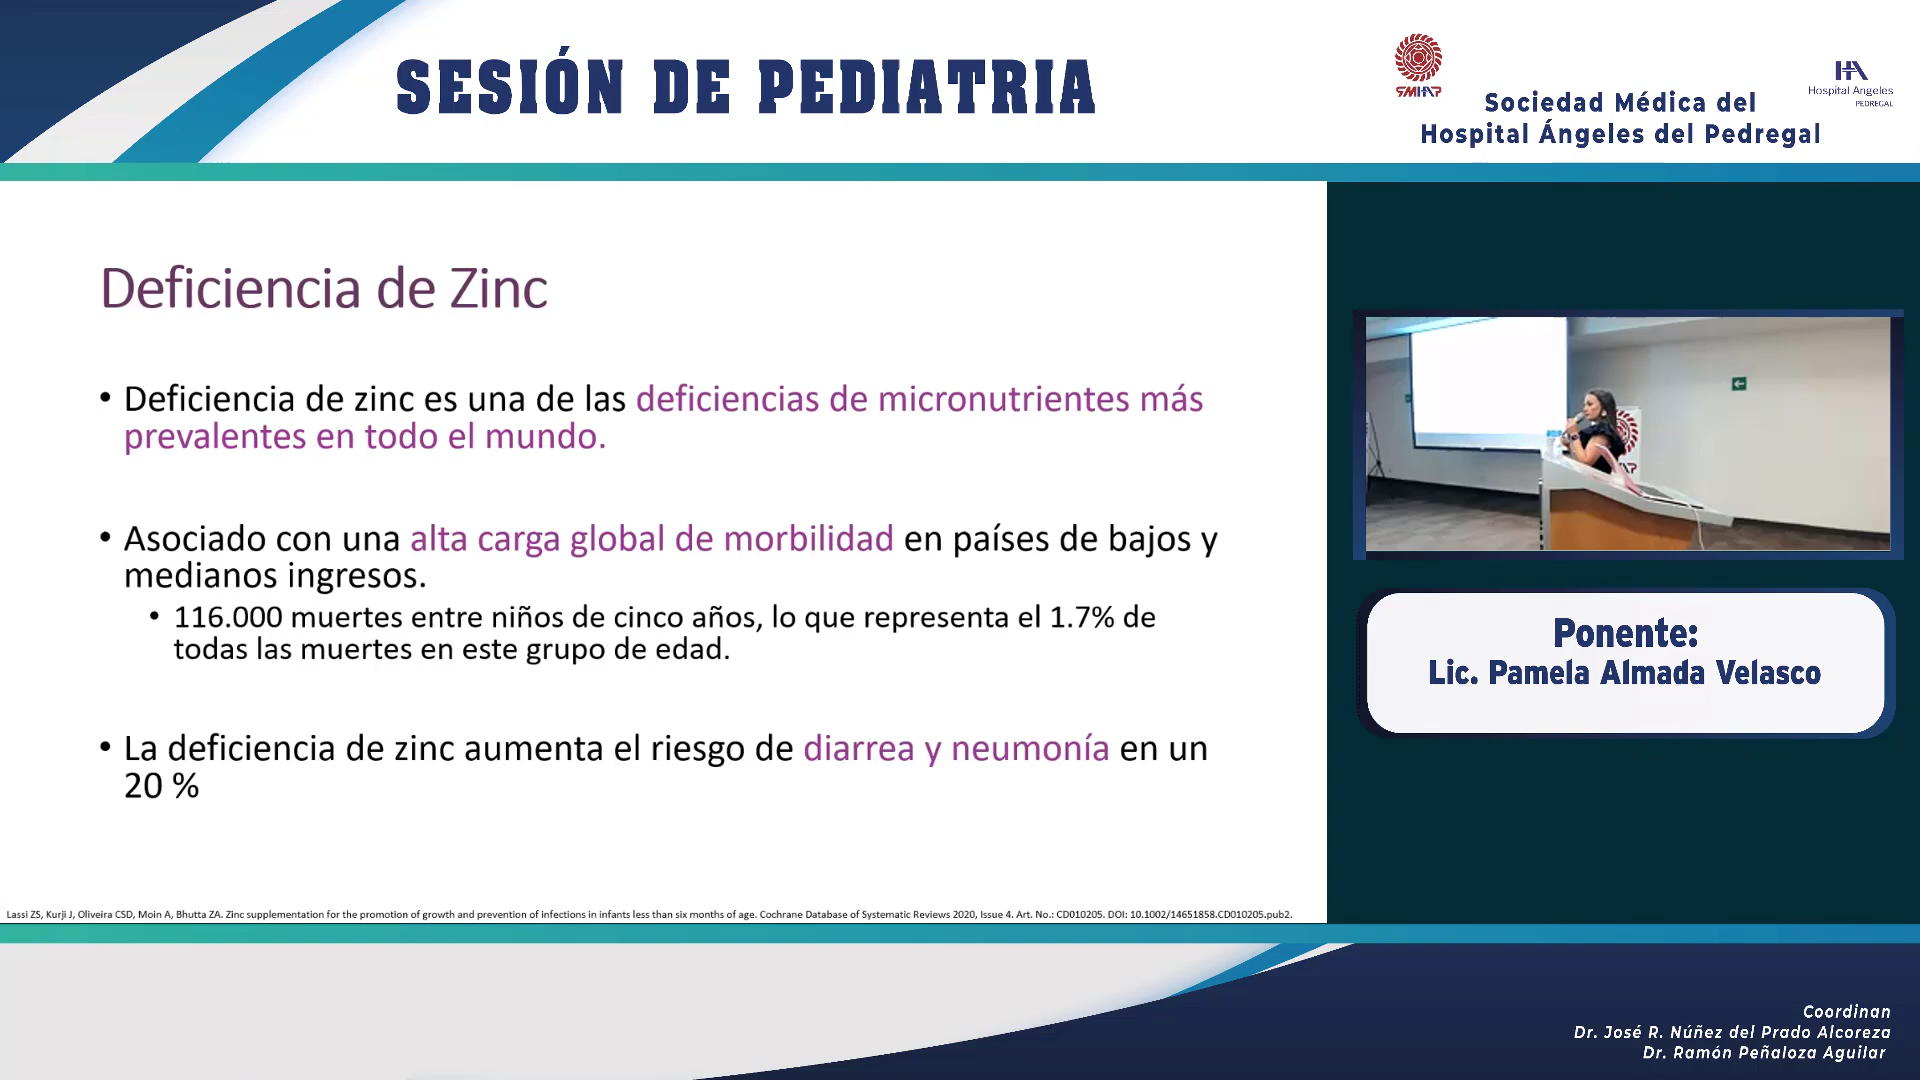 SESIÓN DE PEDIATRIA
SMHAP
Sociedad Médica del
Hospital Ángeles del Pedregal
HA
Hospital Angeles
PEDREGAL
Deficiencia de Zinc
• Deficiencia de zinc es una de las deficiencias de micronutrientes más
prevalentes en todo el mundo.
• Asociado con una alta carga global de morbilidad en países de bajos y
medianos ingresos.
• 116.000 muertes entre niños de cinco años, lo que representa el 1.7% de
todas las muertes en este grupo de edad.
• La deficiencia de zinc aumenta el riesgo de diarrea y neumonía en un
20 %
Lassi ZS, Kurji J, Oliveira CSD, Moin A, Bhutta ZA. Zinc supplementation for the promotion of growth and prevention of infections in infants less than six months of age. Cochrane Database of Systematic Reviews 2020, Issue 4. Art. No.: CD010205. DOI: 10.1002/14651858.CD010205.pub2.
Ponente:
Lic. Pamela Almada Velasco
Coordinan
Dr. José R. Núñez del Prado Alcoreza
Dr. Ramón Peñaloza Aguilar